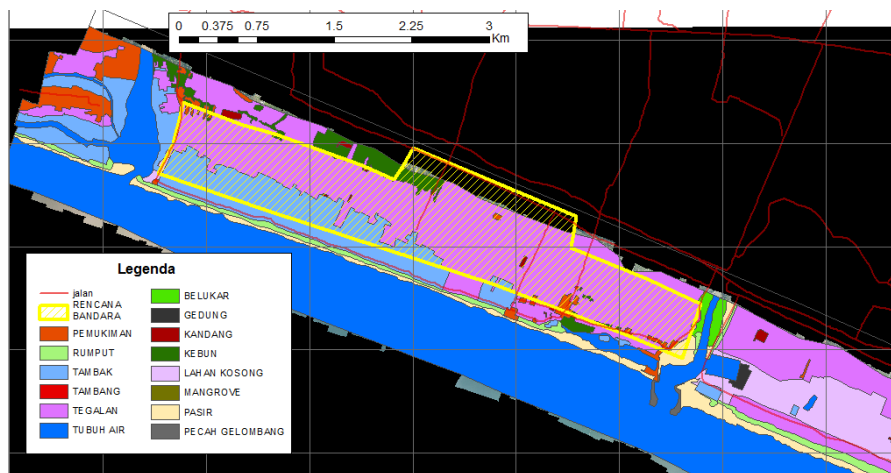 0 0.375 0.75 1.5 2.25 3
Km
Legenda
jalan
RENCANA
BANDARA
PEMUKIMAN
RUMPUT
TAMBAK
TAMBANG
TEGALAN
TUBUH AIR
BELUKAR
GEDUNG
KANDANG
KEBUN
LAHAN KOSONG
MANGROVE
PASIR
PECAH GELOMBANG